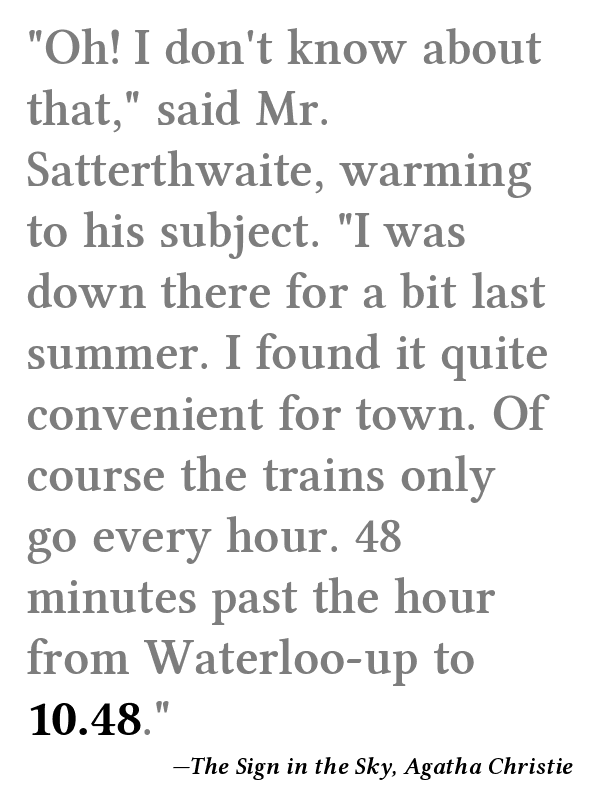 "Oh! I don't know about
that," said Mr.
Satterthwaite, warming
to his subject. "I was
down there for a bit last
summer. I found it quite
convenient for town. Of
course the trains only
go every hour. 48
minutes past the hour
from Waterloo-up to
10.48."
—The Sign in the Sky, Agatha Christie